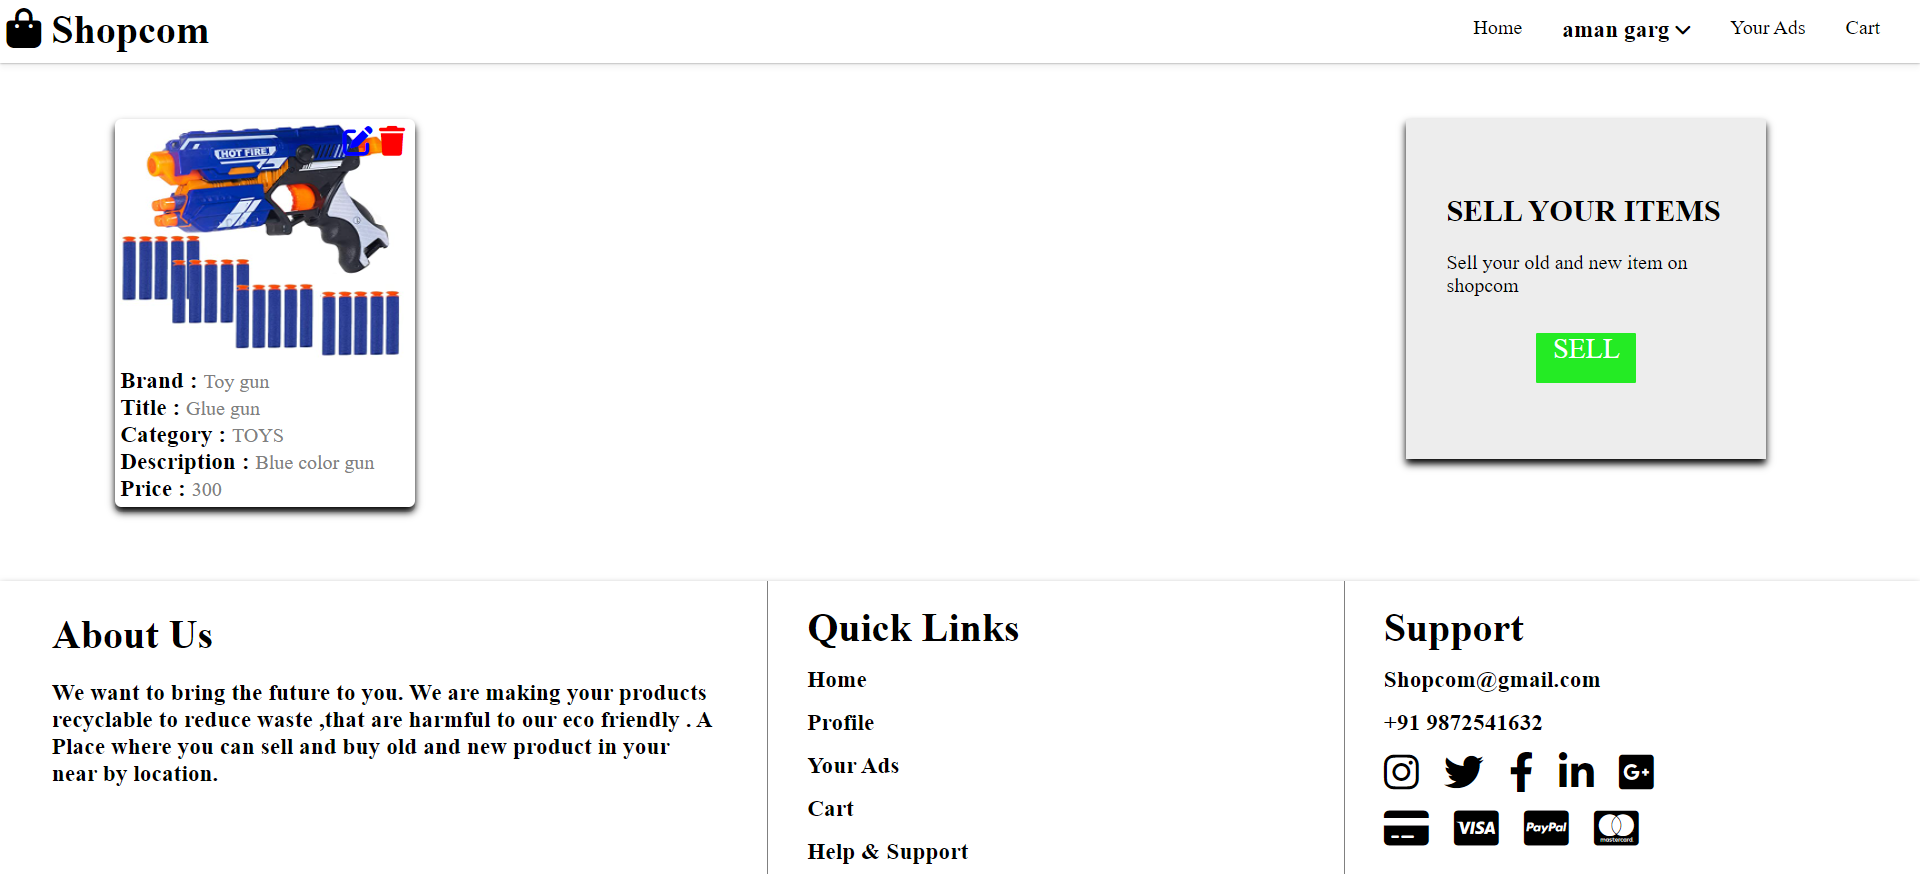 Shopcom
Home
aman garg
Your Ads
Cart
HOT FIRE
Brand : Toy gun
Title : Glue gun
Category : TOYS
Description : Blue color gun
Price : 300
SELL YOUR ITEMS
Sell your old and new item on
shopcom
SELL
About Us
We want to bring the future to you. We are making your products
recyclable to reduce waste ,that are harmful to our eco friendly . A
Place where you can sell and buy old and new product in your
near by location.
Quick Links
Home
Profile
Your Ads
Cart
Help & Support
Support
Shopcom@gmail.com
+91 9872541632
in
G+
VISA
PayPal
mastercard